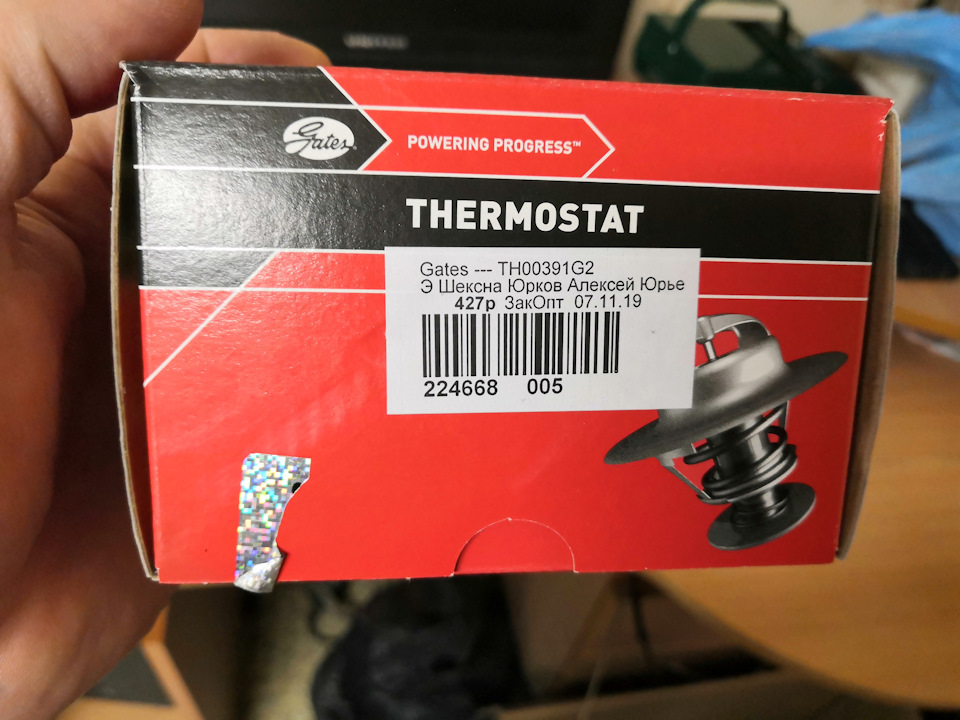 Gates
POWERING PROGRESS™
THERMOSTAT
Gates --- TH00391G2
Э Шексна Юрков Алексей Юрье
427р ЗакОпт 07.11.19
224668 005